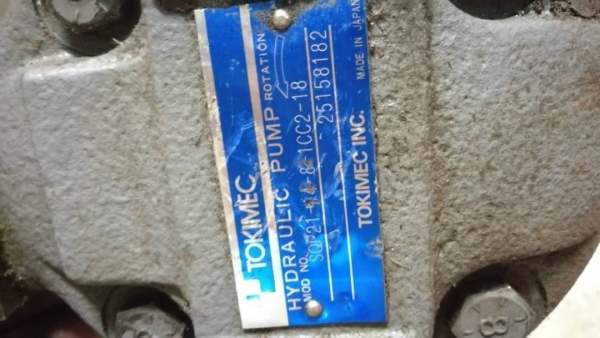 TOKIMEC
HYDRAULIC PUMP ROTATION
MOD NO.
25158182
TOKIMEC INC. MADE IN JAPAN
8